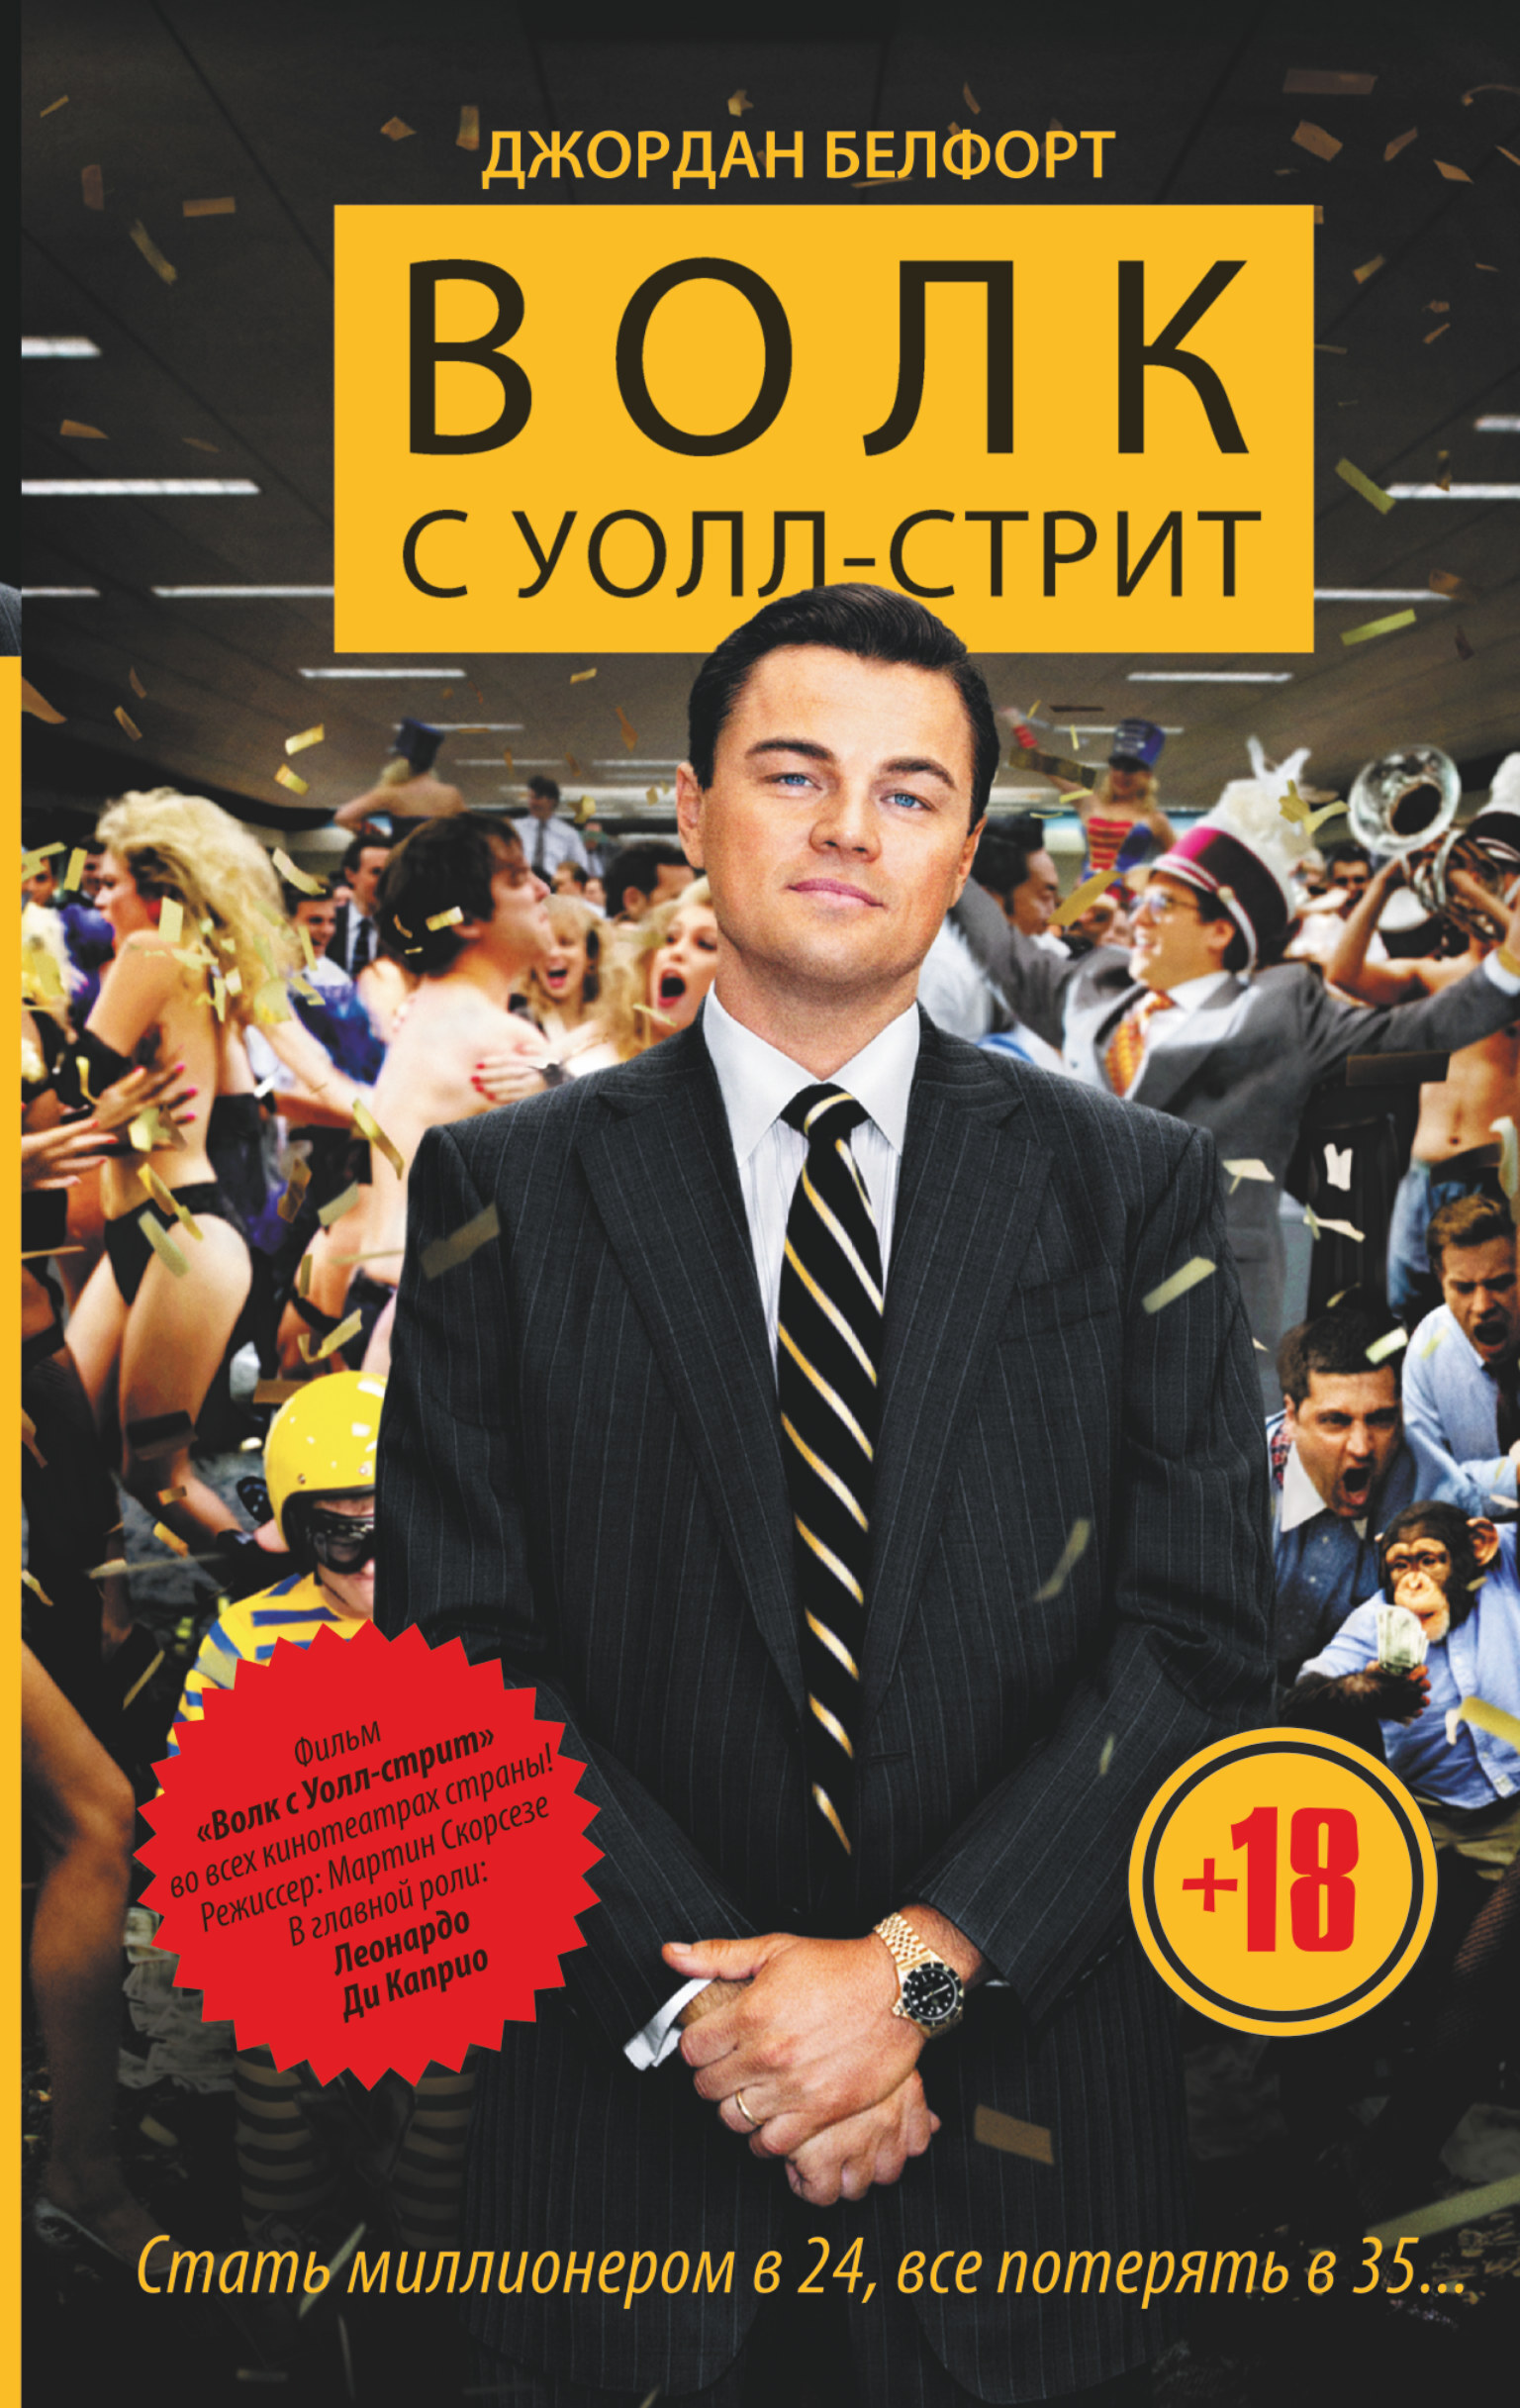 ДЖОРДАН БЕЛФОРТ
ВОЛК
С УОЛЛ-СТРИТ
Фильм
«Волк с Уолл-стрит»
во всех кинотеатрах страны!
Режиссер: Мартин Скорсезе
В главной роли:
Леонардо
Ди Каприо
+18
Стать миллионером в 24, все потерять в 35...